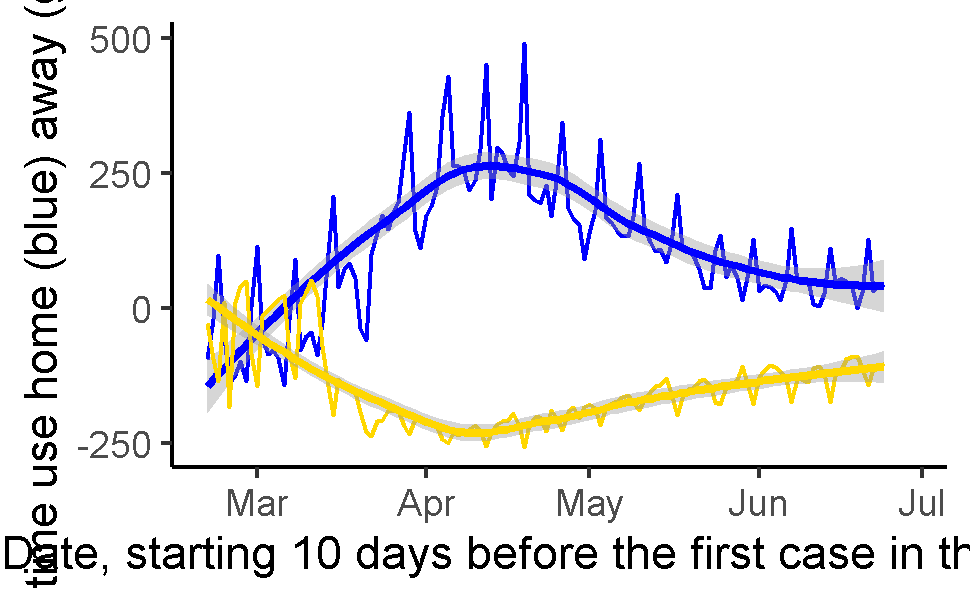 time use home (blue) away (
500
250
0
-250
Mar Apr May Jun Jul
Date, starting 10 days before the first case in th